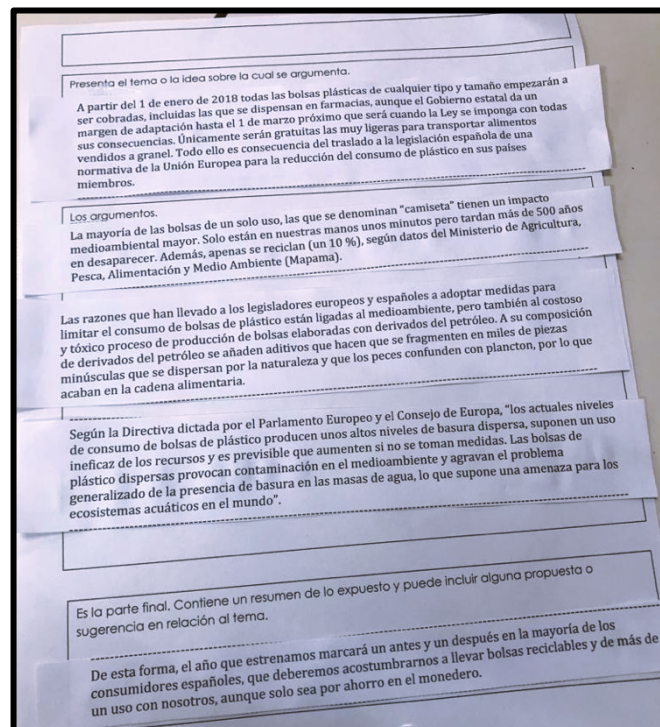 Presenta el tema o la idea sobre la cual se argumenta.
A partir del 1 de enero de 2018 todas las bolsas plásticas de cualquier tipo y tamaño empezarán a
ser cobradas, incluidas las que se dispensan en farmacias, aunque el Gobierno estatal da un
margen de adaptación hasta el 1 de marzo próximo que será cuando la Ley se imponga con todas
sus consecuencias. Únicamente serán gratuitas las muy ligeras para transportar alimentos
vendidos a granel. Todo ello es consecuencia del traslado a la legislación española de una
normativa de la Unión Europea para la reducción del consumo de plástico en sus países
miembros.
Los argumentos.
La mayoría de las bolsas de un solo uso, las que se denominan “camiseta” tienen un impacto
medioambiental mayor. Solo están en nuestras manos unos minutos pero tardan más de 500 años
en desaparecer. Además, apenas se reciclan (un 10 %), según datos del Ministerio de Agricultura,
Pesca, Alimentación y Medio Ambiente (Mapama).
Las razones que han llevado a los legisladores europeos y españoles a adoptar medidas para
limitar el consumo de bolsas de plástico están ligadas al medioambiente, pero también al costoso
y tóxico proceso de producción de bolsas elaboradas con derivados del petróleo. A su composición
de derivados del petróleo se añaden aditivos que hacen que se fragmenten en miles de piezas
minúsculas que se dispersan por la naturaleza y que los peces confunden con plancton, por lo que
acaban en la cadena alimentaria.
Según la Directiva dictada por el Parlamento Europeo y el Consejo de Europa, “los actuales niveles
de consumo de bolsas de plástico producen unos altos niveles de basura dispersa, suponen un uso
ineficaz de los recursos y es previsible que aumenten si no se toman medidas. Las bolsas de
plástico dispersas provocan contaminación en el medioambiente y agravan el problema
generalizado de la presencia de basura en las masas de agua, lo que supone una amenaza para los
ecosistemas acuáticos en el mundo”.
Es la parte final. Contiene un resumen de lo expuesto y puede incluir alguna propuesta o
sugerencia en relación al tema.
De esta forma, el año que estrenamos marcará un antes y un después en la mayoría de los
consumidores españoles, que deberemos acostumbrarnos a llevar bolsas reciclables y de más de
un uso con nosotros, aunque solo sea por ahorro en el monedero.